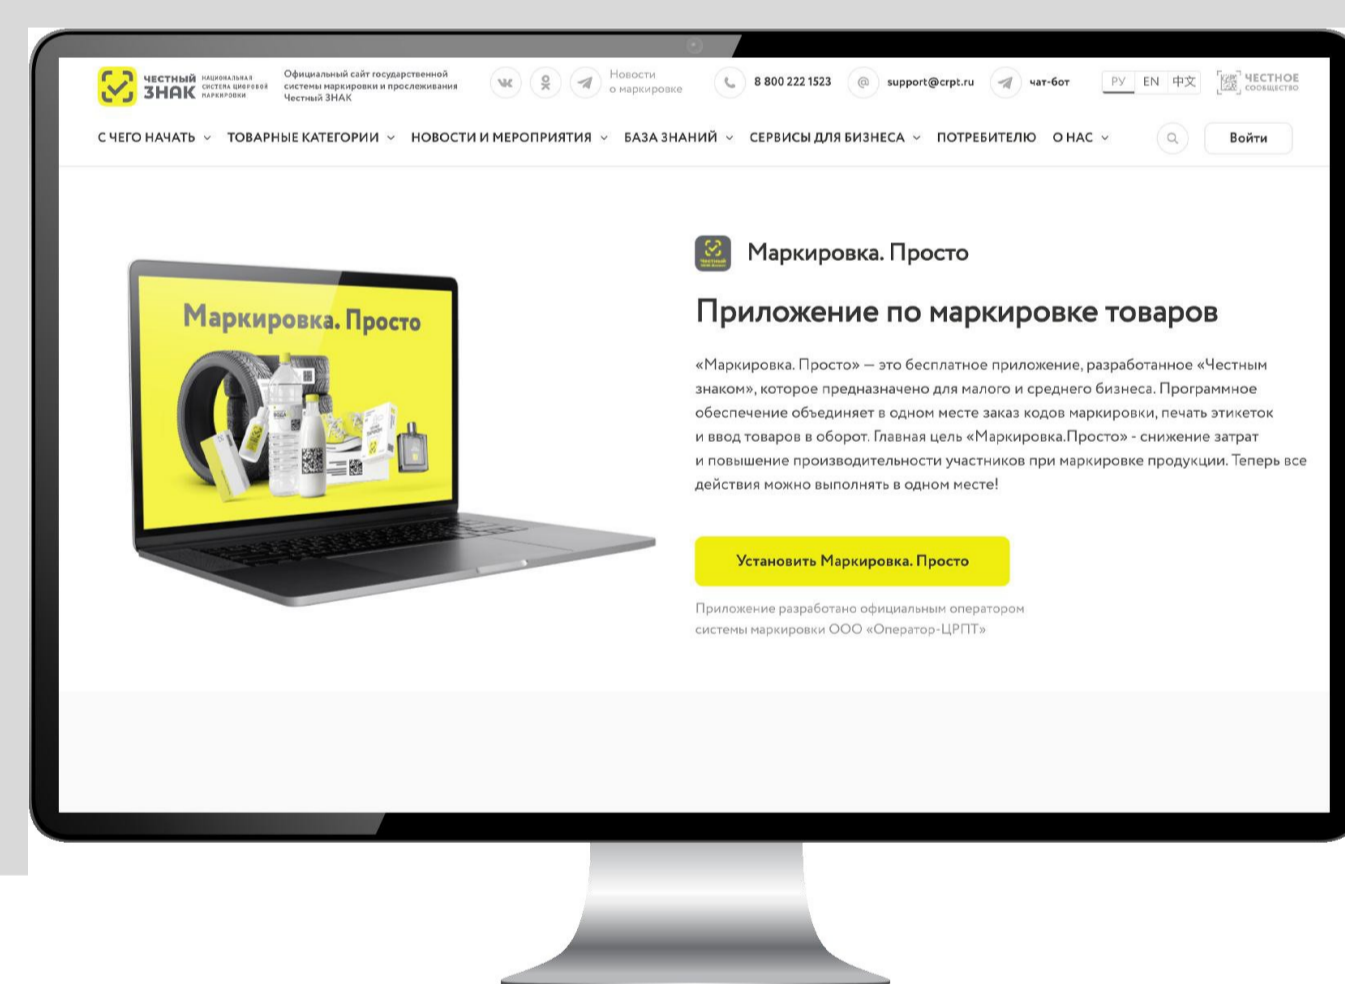 ЧЕСТНЫЙ
ЗНАК
НАЦИОНАЛЬНАЯ
СИСТЕМА ЦИФРОВОЙ
МАРКИРОВКИ
Официальный сайт государственной
системы маркировки и прослеживания
Честный ЗНАК
Новости
о маркировке
8 800 222 1523
@
support@crpt.ru
чат-бот
РУ EN 中文
ЧЕСТНОЕ
СООБЩЕСТВО
С ЧЕГО НАЧАТЬ ТОВАРНЫЕ КАТЕГОРИИ НОВОСТИ И МЕРОПРИЯТИЯ БАЗА ЗНАНИЙ СЕРВИСЫ ДЛЯ БИЗНЕСА ПОТРЕБИТЕЛЮ О НАС
Войти
Маркировка. Просто
Маркировка. Просто
Приложение по маркировке товаров
«Маркировка. Просто» — это бесплатное приложение, разработанное «Честным
знаком», которое предназначено для малого и среднего бизнеса. Программное
обеспечение объединяет в одном месте заказ кодов маркировки, печать этикеток
и ввод товаров в оборот. Главная цель «Маркировка.Просто» - снижение затрат
и повышение производительности участников при маркировке продукции. Теперь все
действия можно выполнять в одном месте!
Установить Маркировка. Просто
Приложение разработано официальным оператором
системы маркировки ООО «Оператор-ЦРПТ»